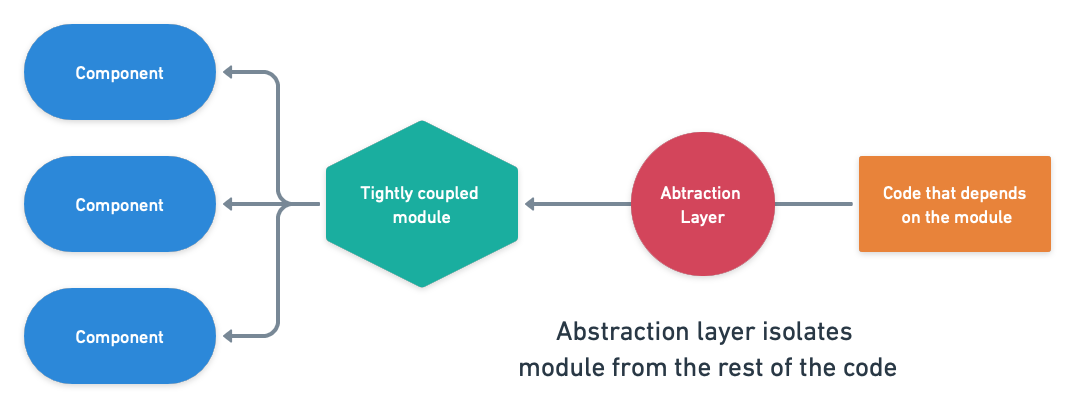 Component
Component
Component
Tightly coupled
module
Abtraction
Layer
Code that depends
on the module
Abstraction layer isolates
module from the rest of the code